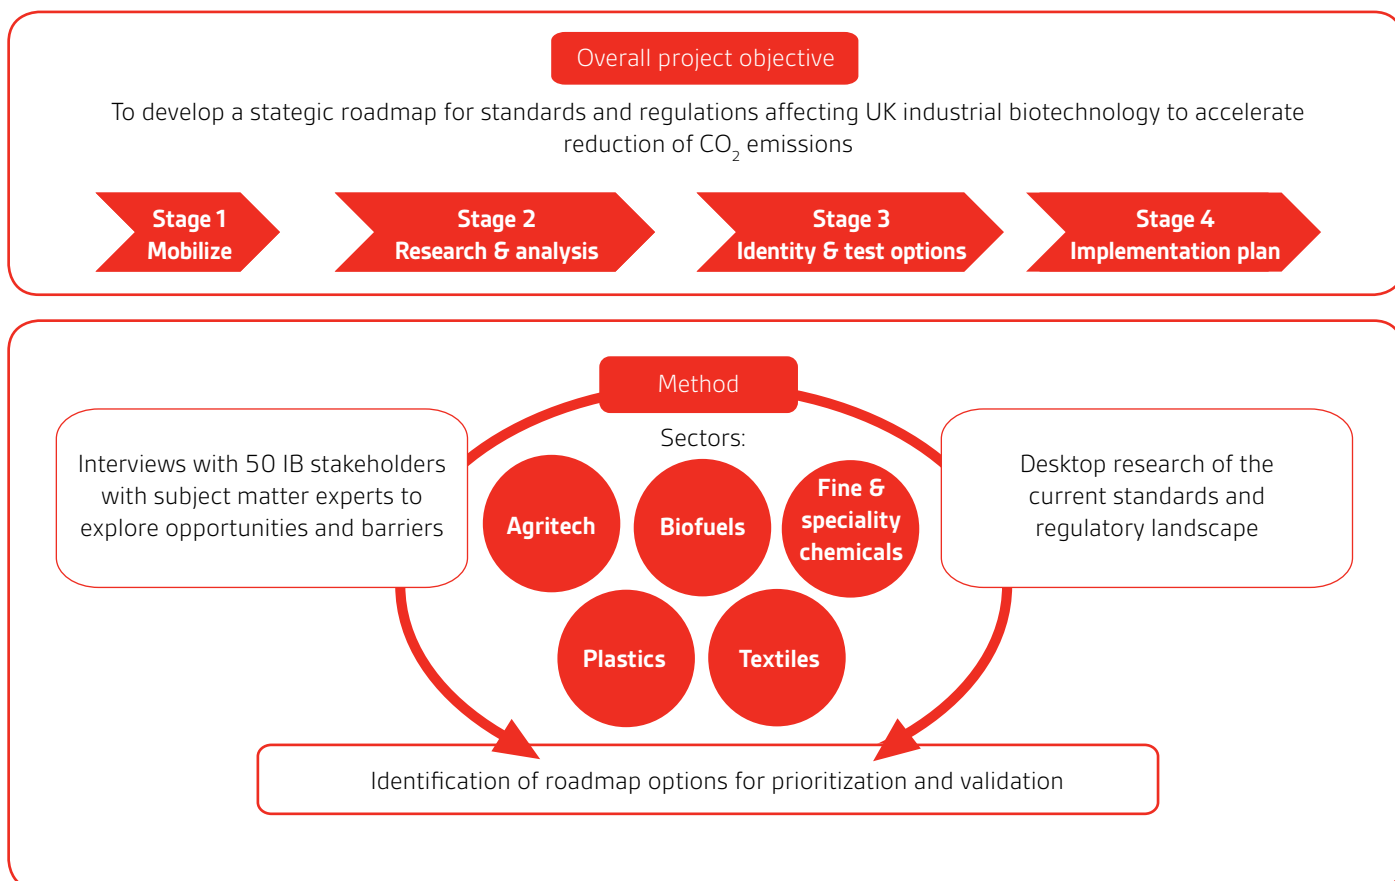 Overall project objective
To develop a stategic roadmap for standards and regulations affecting UK industrial biotechnology to accelerate
reduction of CO₂ emissions
Stage 1
Mobilize
Stage 2
Research & analysis
Stage 3
Identity & test options
Stage 4
Implementation plan
Method
Interviews with 50 IB stakeholders
with subject matter experts to
explore opportunities and barriers
Sectors:
Agritech
Biofuels
Fine &
speciality
chemicals
Plastics
Textiles
Desktop research of the
current standards and
regulatory landscape
Identification of roadmap options for prioritization and validation